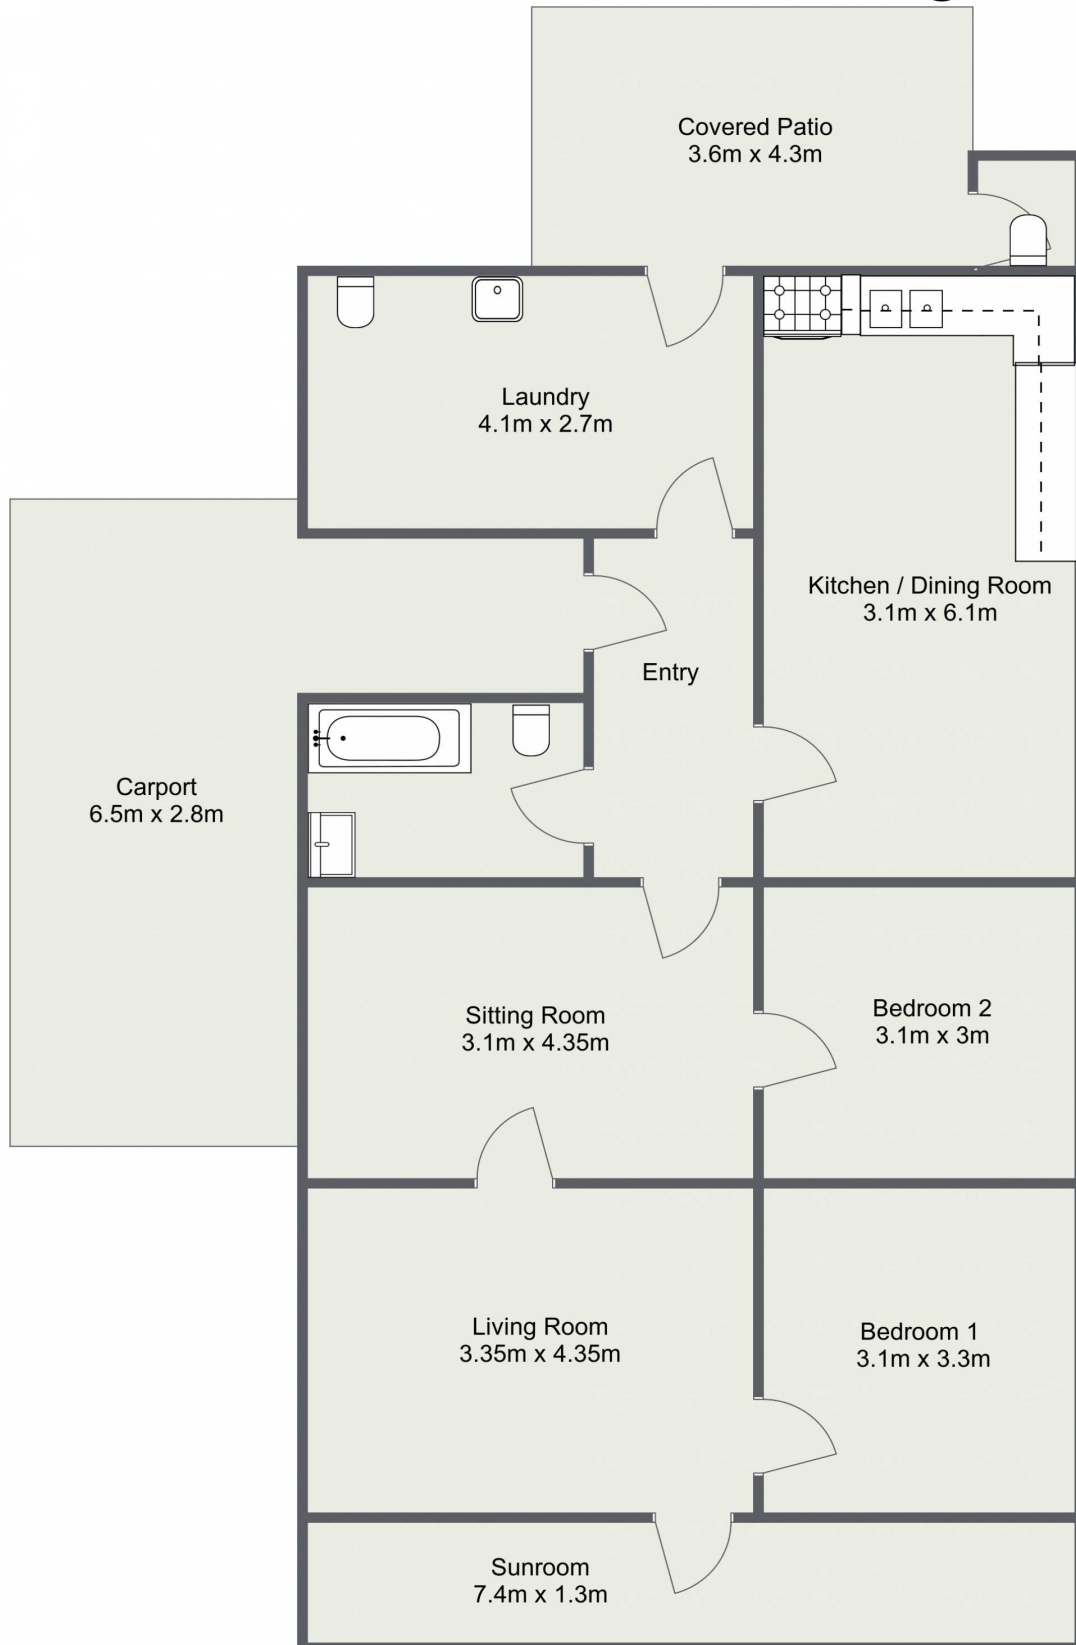 Covered Patio
3.6m x 4.3m
Laundry
4.1m x 2.7m
Kitchen / Dining Room
3.1m x 6.1m
Entry
Carport
6.5m x 2.8m
Sitting Room
3.1m x 4.35m
Bedroom 2
3.1m x 3m
Living Room
3.35m x 4.35m
Bedroom 1
3.1m x 3.3m
Sunroom
7.4m x 1.3m